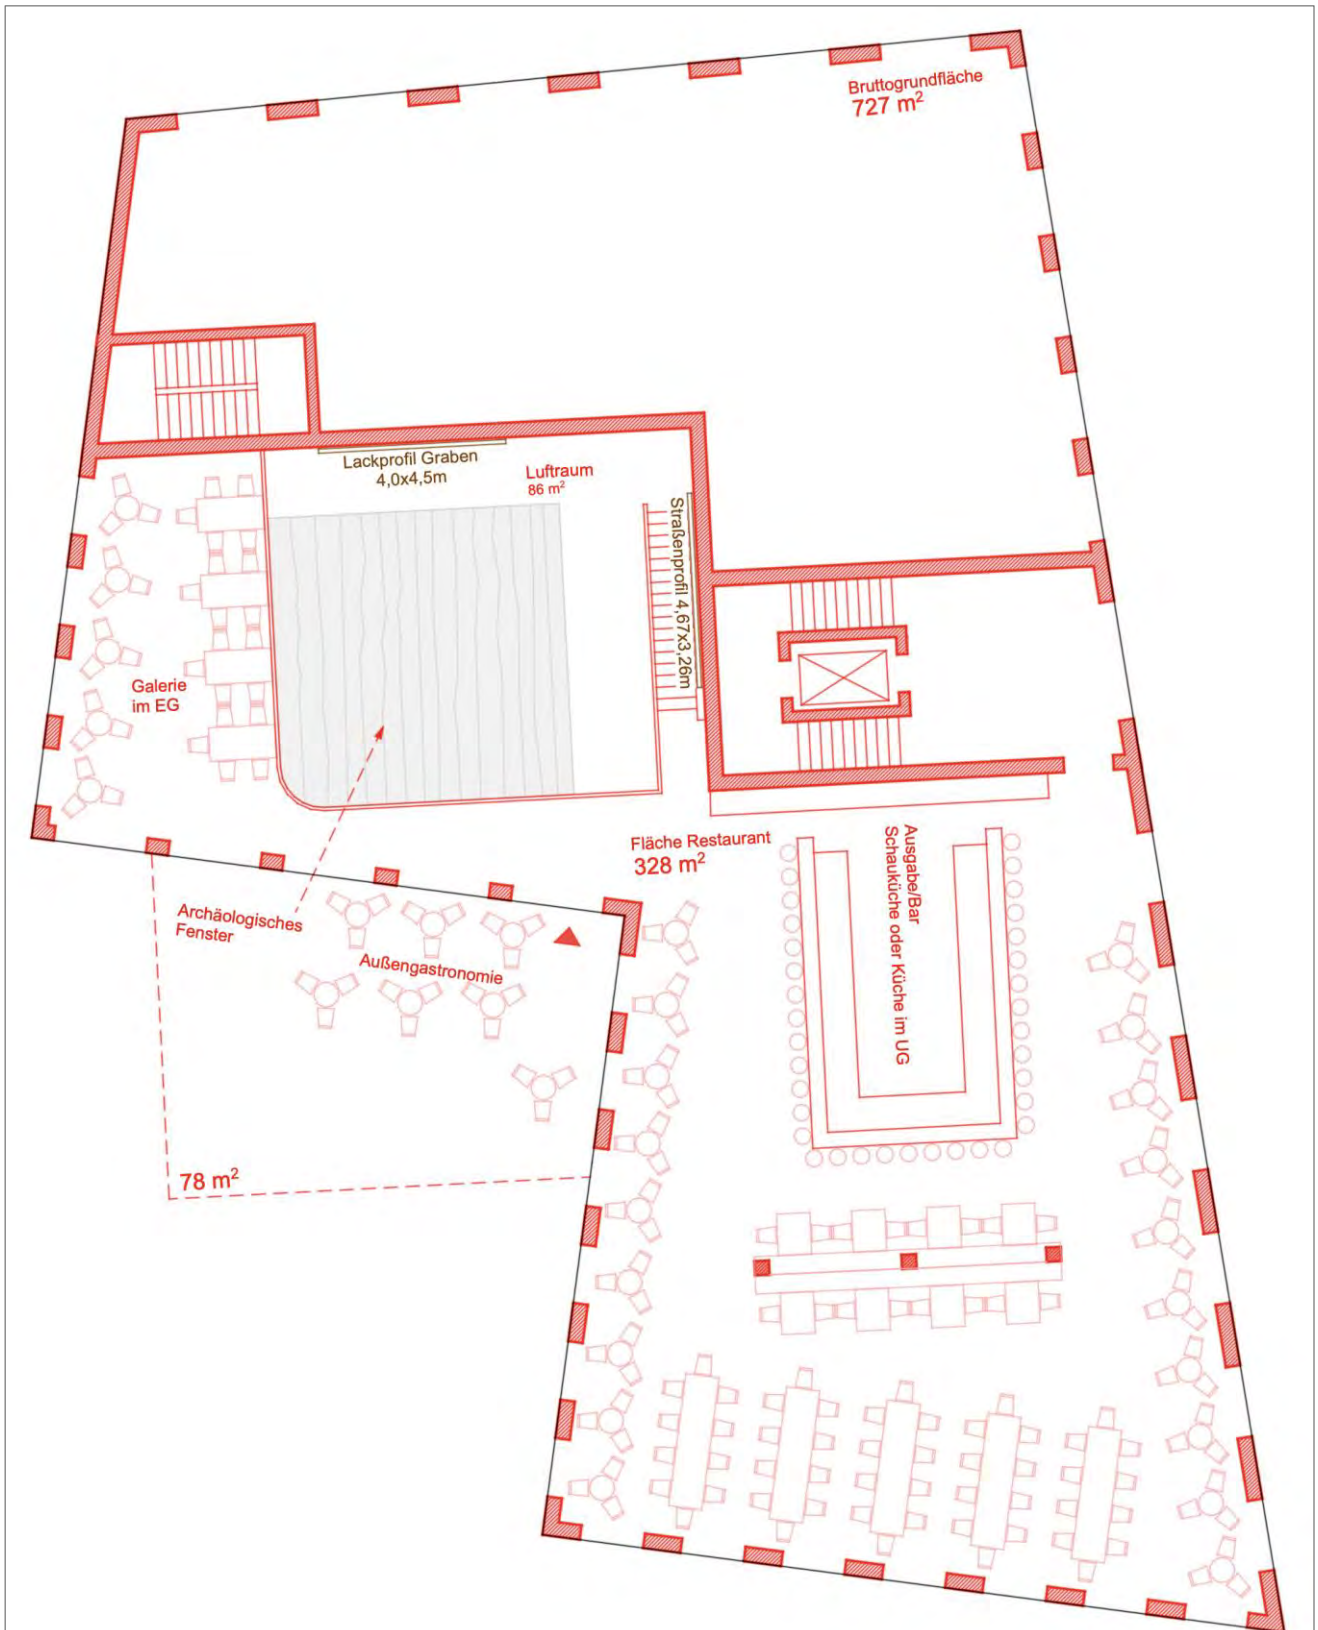 Bruttogrundfläche
727 m²
Lackprofil Graben
4,0x4,5m
Luftraum
86 m²
Straßenprofil 4,67x3,26m
Galerie
im EG
Fläche Restaurant
328 m²
Ausgabe/Bar
Schauküche oder Küche im UG
Archäologisches
Fenster
Außengastronomie
78 m²